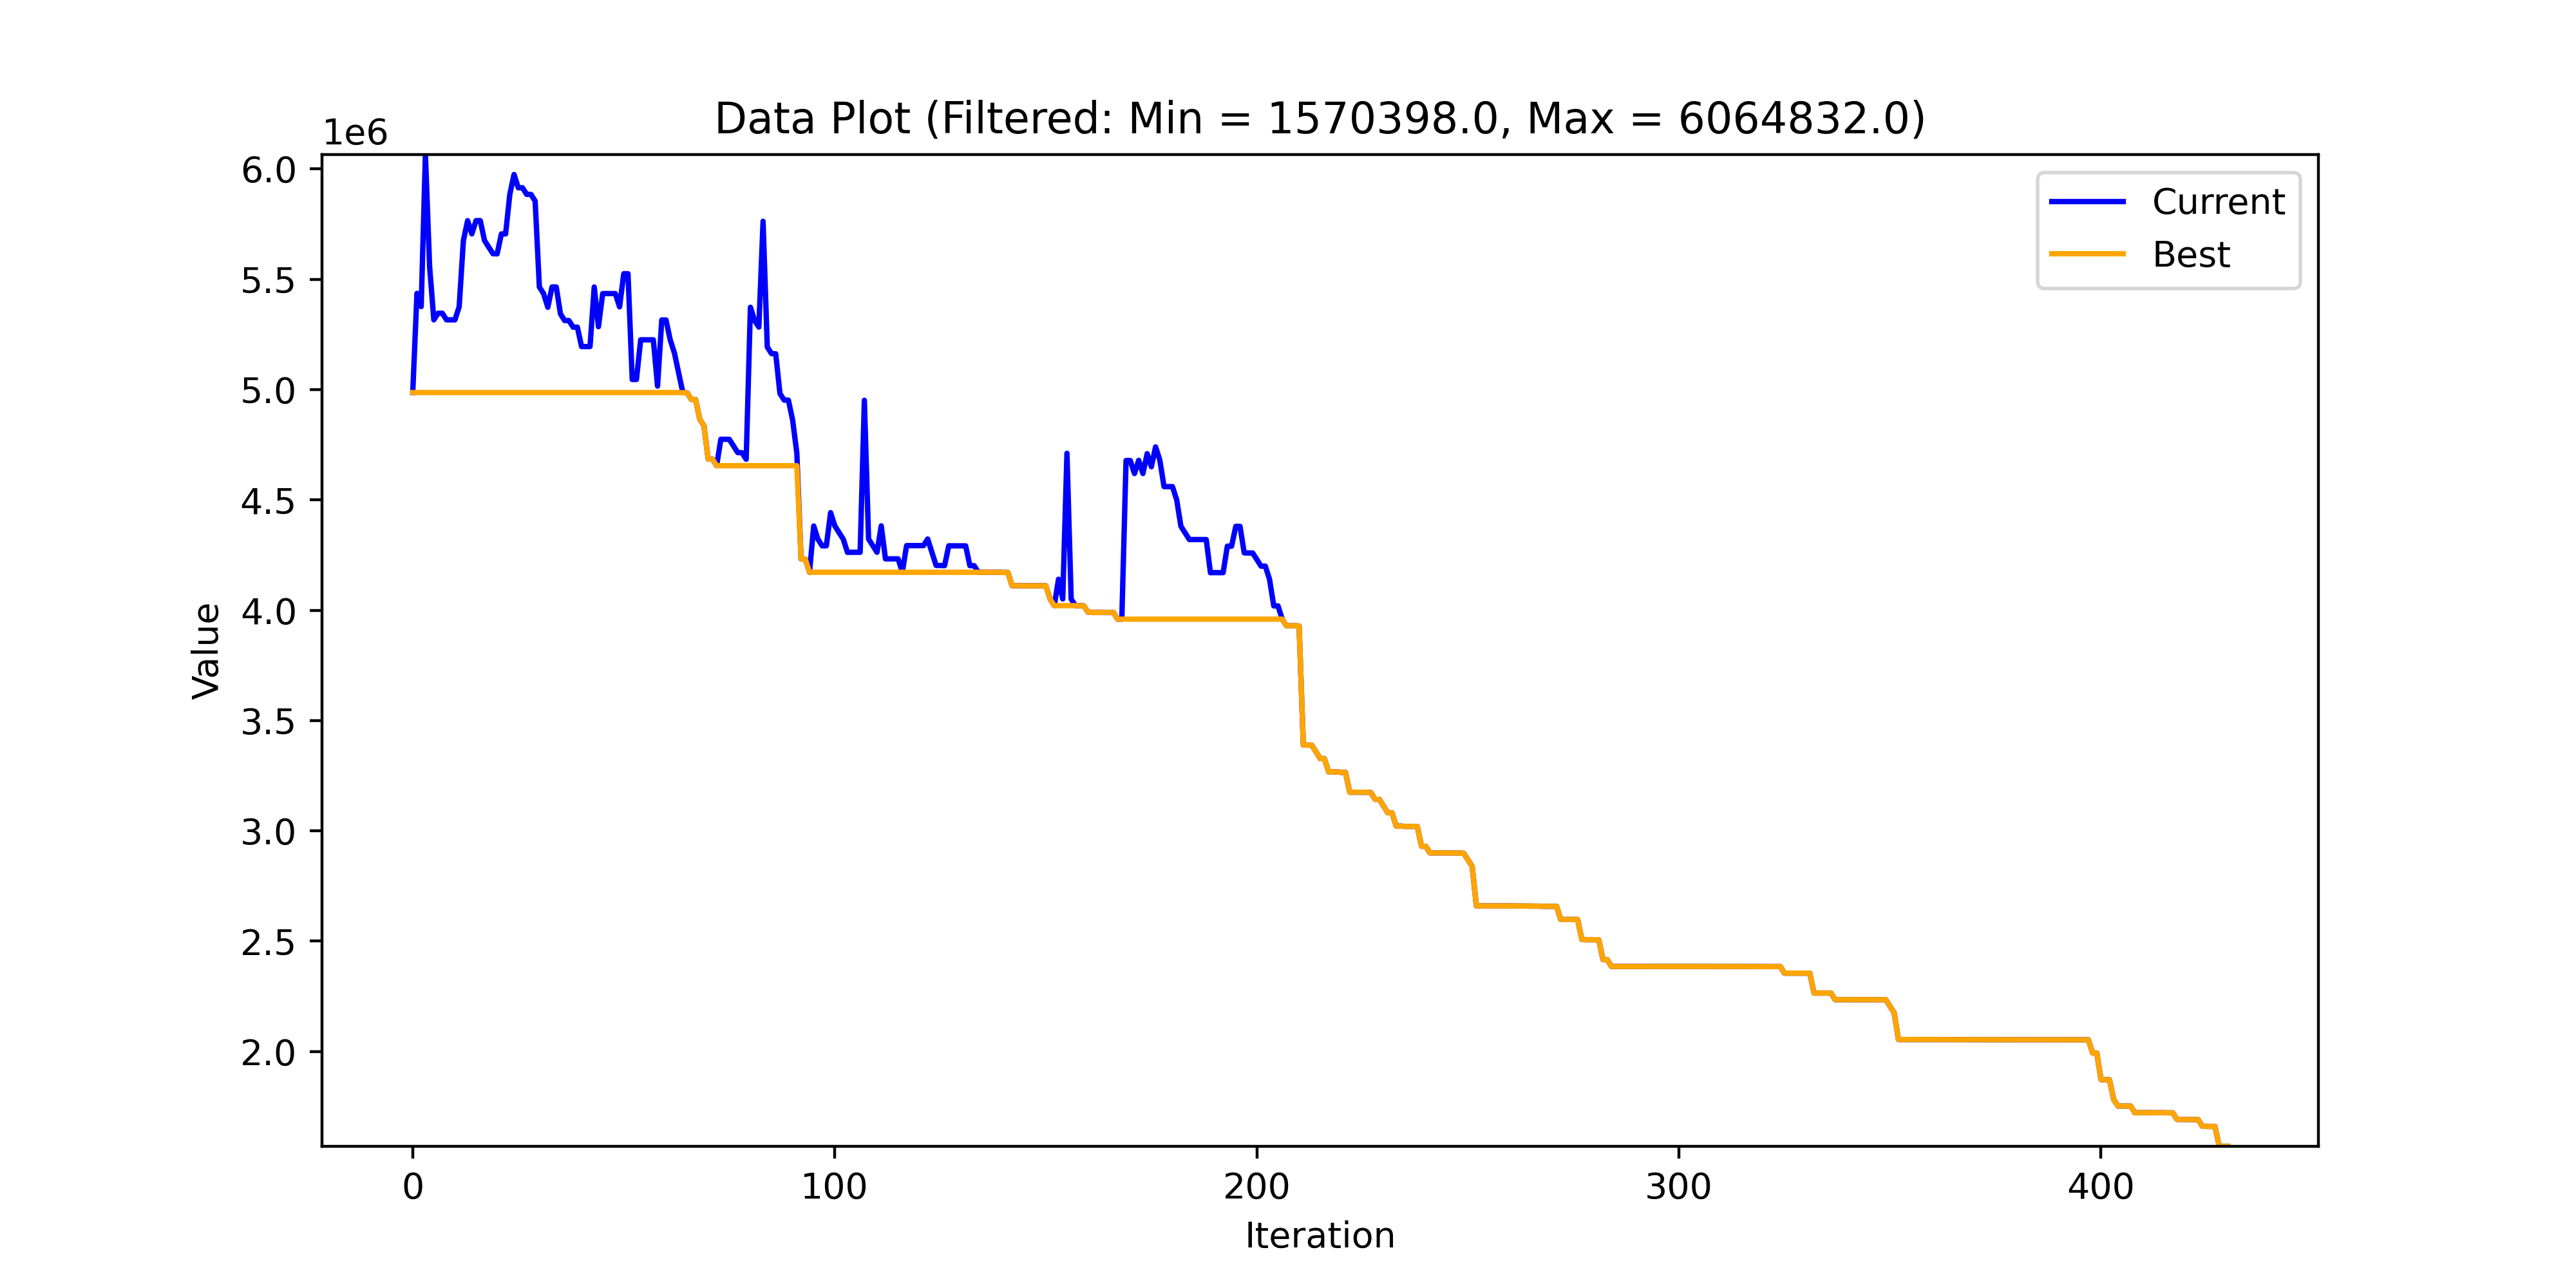 Data Plot (Filtered: Min = 1570398.0, Max = 6064832.0)
1e6
6.0
5.5
5.0
4.5
4.0
3.5
3.0
2.5
2.0
Value
Current
Best
0 100 200 300 400
Iteration